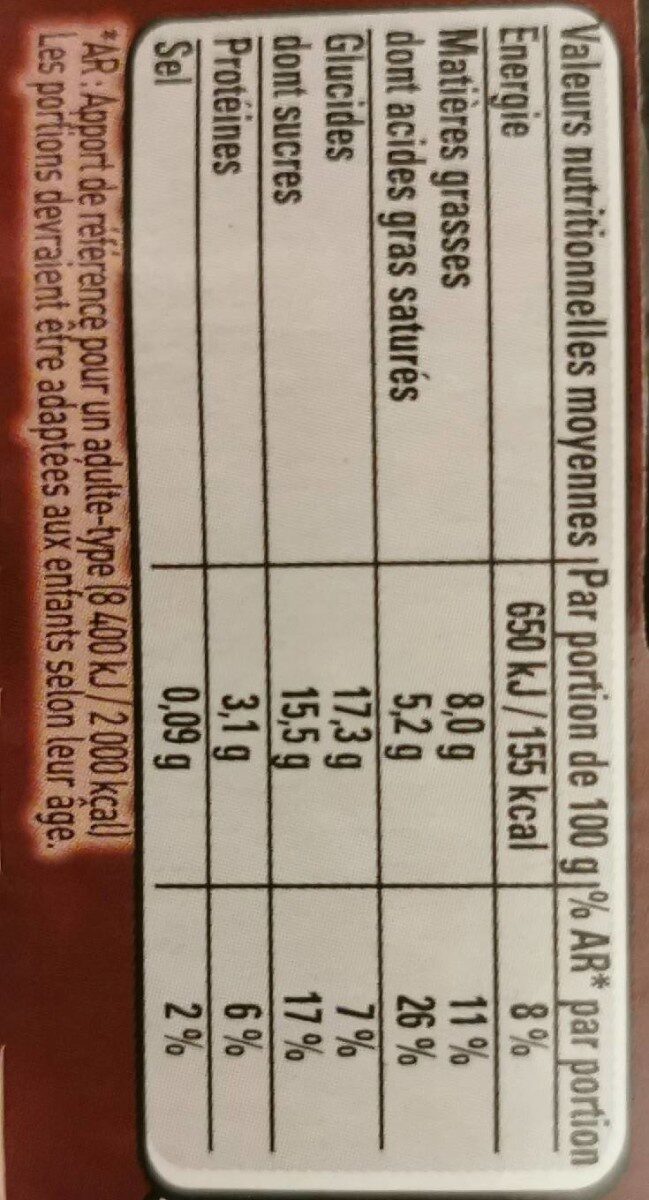 Valeurs nutritionnelles moyennes Par portion de 100 g % AR* par portion
Energie 650 kJ / 155 kcal 8 %
Matières grasses 8,0 g 11 %
dont acides gras saturés 5,2 g 26 %
Glucides 17,3 g 7 %
dont sucres 15,5 g 17 %
Protéines 3,1 g 6 %
Sel 0,09 g 2 %
*AR : Apport de référence pour un adulte-type (8 400 kJ / 2 000 kcal)
Les portions devraient être adaptées aux enfants selon leur âge.